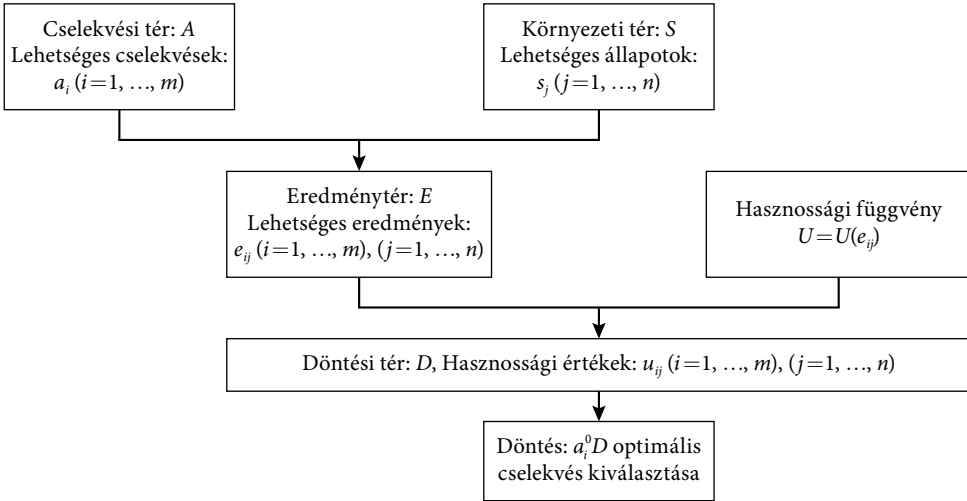 Cselekvési tér: A
Lehetséges cselekvések:
a_i (i=1, …, m)
Környezeti tér: S
Lehetséges állapotok:
s_j (j=1, …, n)
Eredménytér: E
Lehetséges eredmények:
e_ij (i=1, …, m), (j=1, …, n)
Hasznossági függvény
U=U(e_ij)
Döntési tér: D, Hasznossági értékek: u_ij (i=1, …, m), (j=1, …, n)
Döntés: a_i^0 D optimális
cselekvés kiválasztása